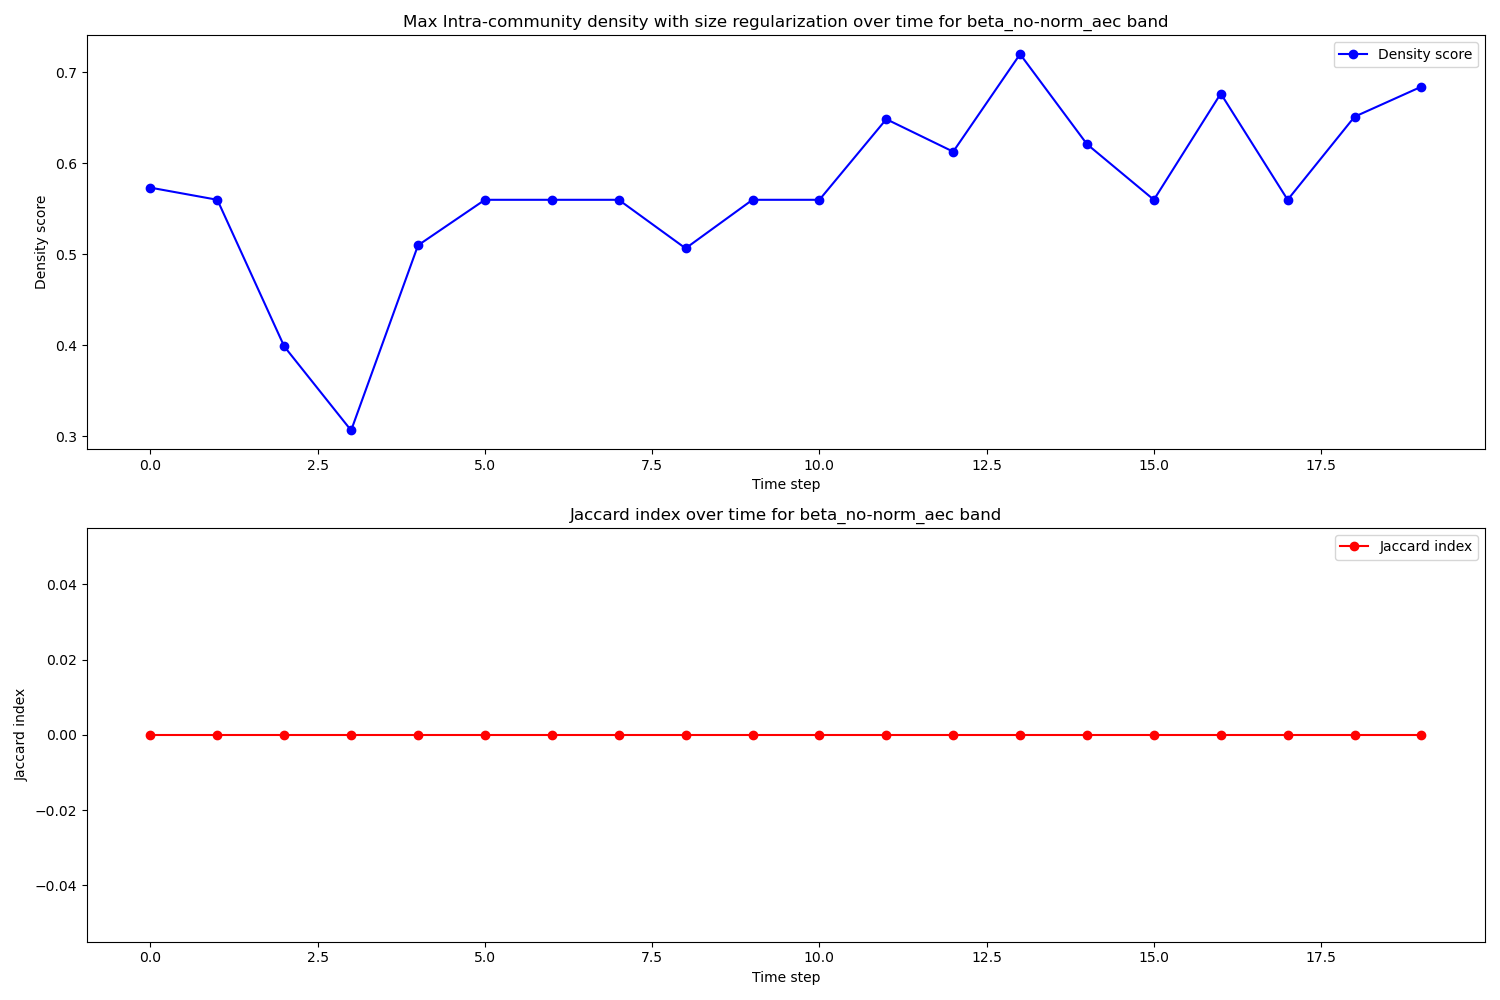 Max Intra-community density with size regularization over time for beta_no-norm_aec band
Density score
0.7
0.6
0.5
0.4
0.3
Density score
0.0 2.5 5.0 7.5 10.0 12.5 15.0 17.5
Time step
Jaccard index over time for beta_no-norm_aec band
Jaccard index
0.04
0.02
0.00
−0.02
−0.04
Jaccard index
0.0 2.5 5.0 7.5 10.0 12.5 15.0 17.5
Time step